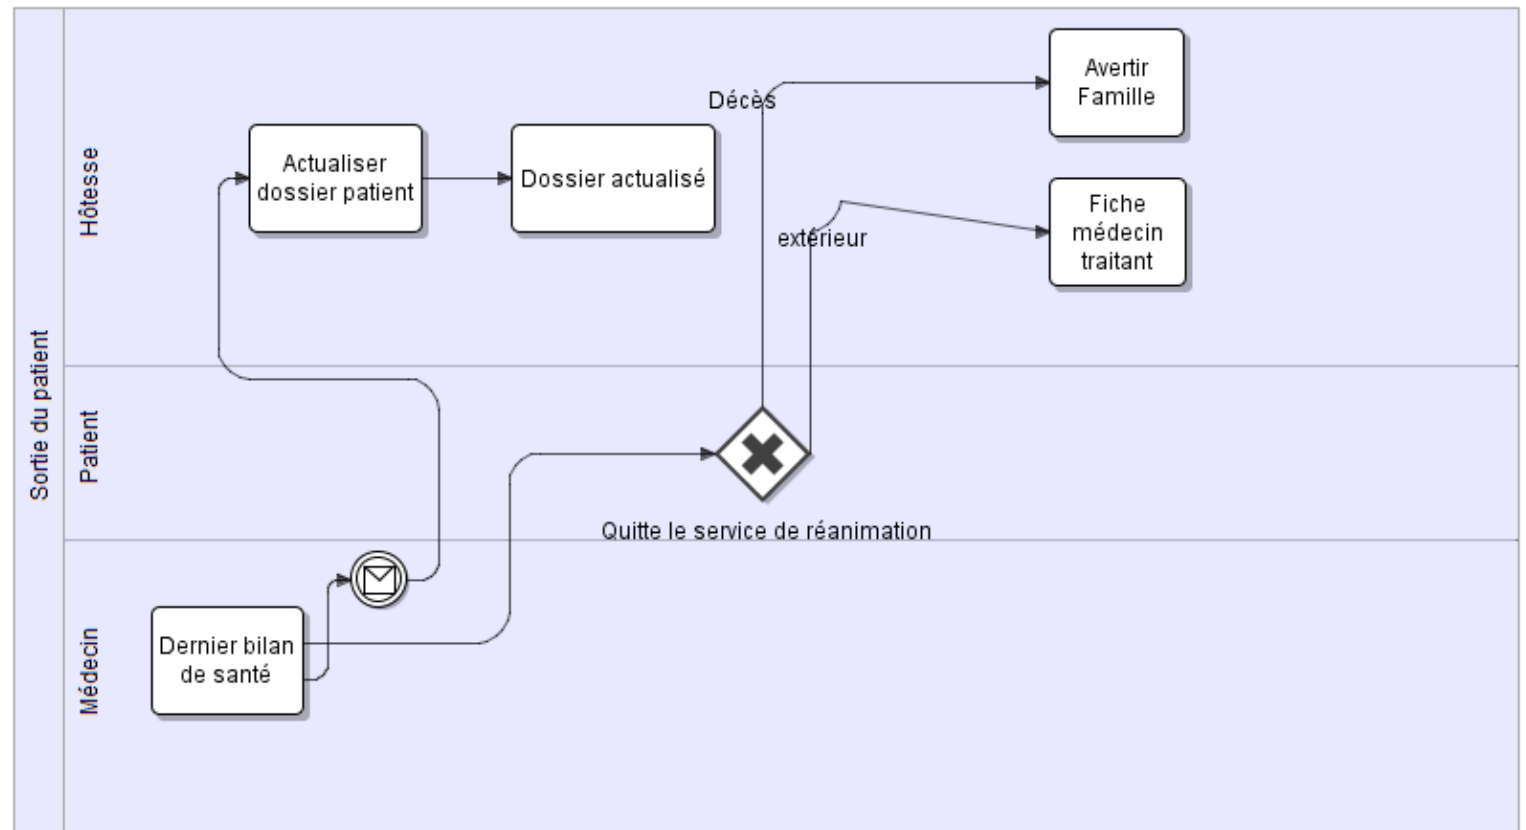 Sortie du patient
Hôtesse
Actualiser
dossier patient
Dossier actualisé
Décès
Avertir
Famille
extérieur
Fiche
médecin
traitant
Patient
Quitte le service de réanimation
Médecin
Dernier bilan
de santé